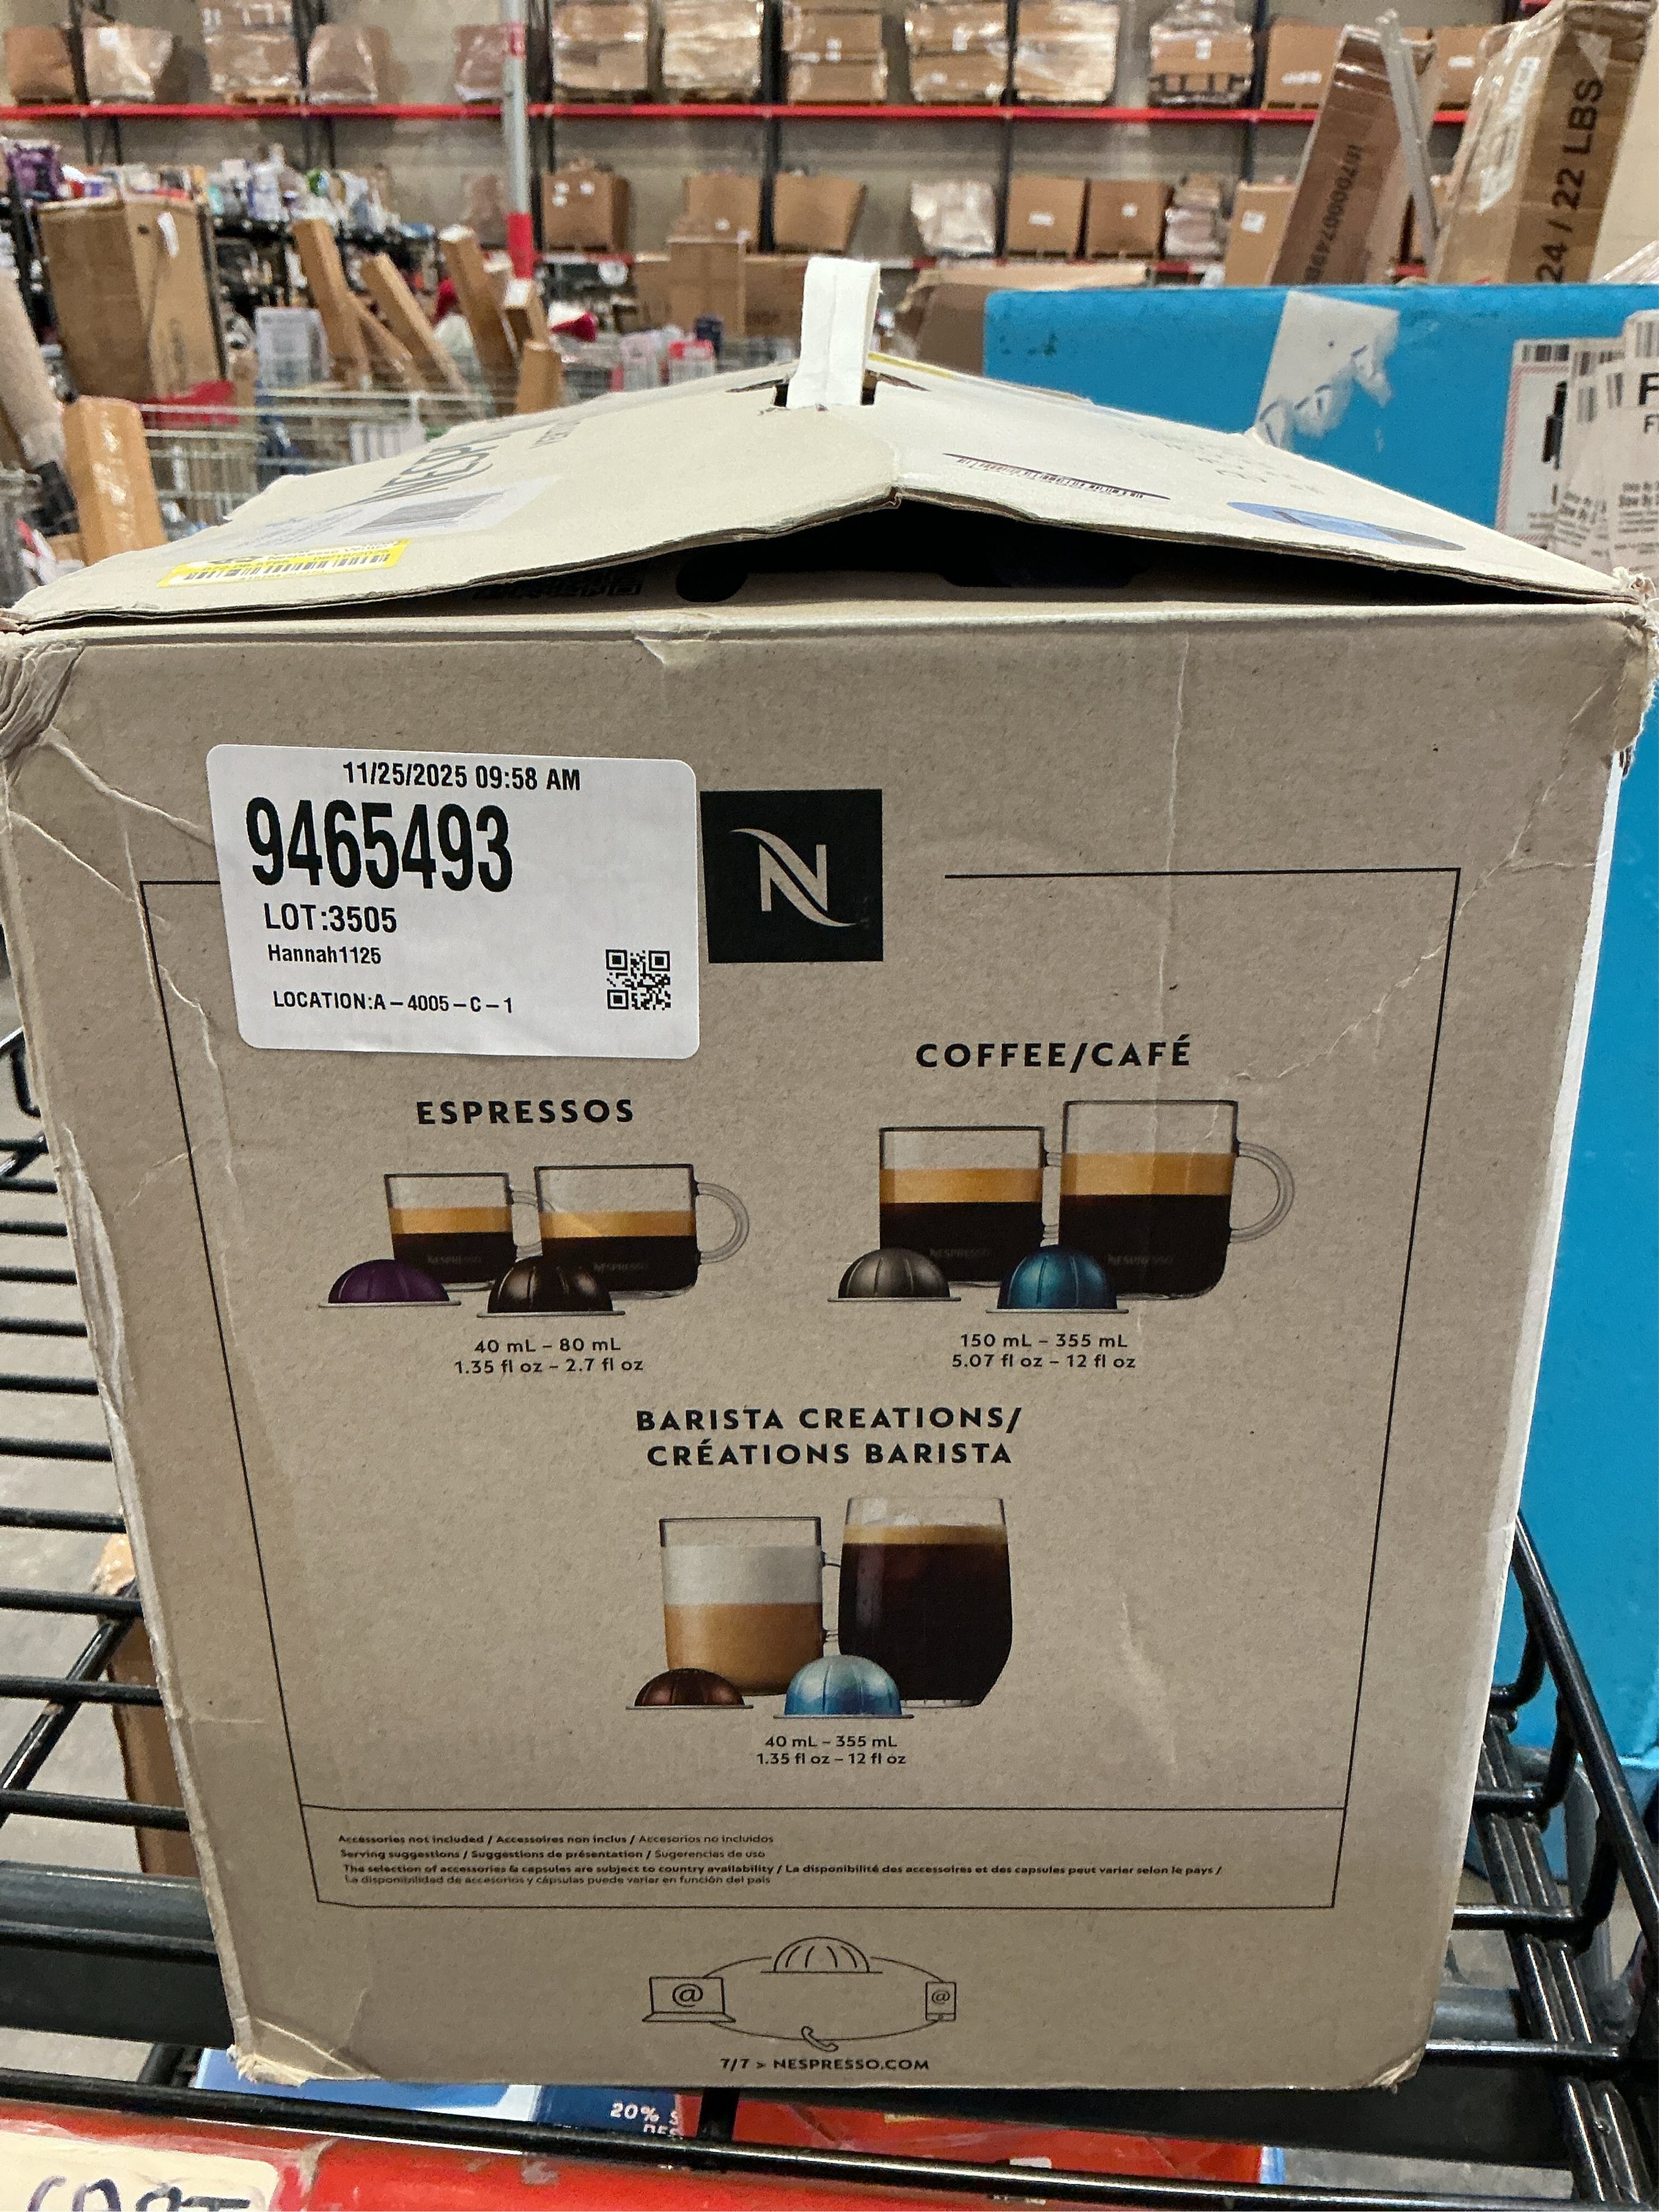 24 / 22 LBS
11/25/2025 09:58 AM
9465493
LOT:3505
Hannah1125
LOCATION:A-4005-C-1
N
COFFEE/CAFÉ
ESPRESSOS
NESPRESSO
NESPRESSO
NESPRESSO
NESPRESSO
40 mL – 80 mL
1.35 fl oz – 2.7 fl oz
150 mL – 355 mL
5.07 fl oz – 12 fl oz
BARISTA CREATIONS/
CRÉATIONS BARISTA
40 mL – 355 mL
1.35 fl oz – 12 fl oz
Accessories not included / Accessoires non inclus / Accesorios no incluidos
Serving suggestions / Suggestions de présentation / Sugerencias de uso
The selection of accessories & capsules are subject to country availability / La disponibilité des accessoires et des capsules peut varier selon le pays /
La disponibilidad de accesorios y cápsulas puede variar en función del país
@
@
7/7 > NESPRESSO.COM
20%